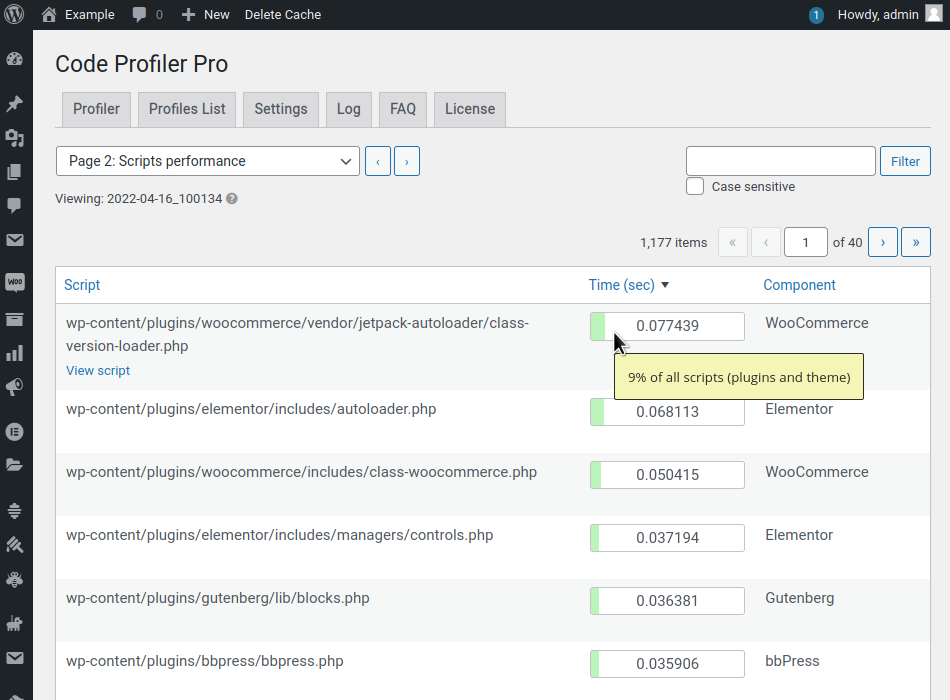 Example 0 New Delete Cache 1 Howdy, admin
Code Profiler Pro
Profiler Profiles List Settings Log FAQ License
Page 2: Scripts performance ‹ › Filter
Case sensitive
Viewing: 2022-04-16_100134 ?
1,177 items « ‹ 1 of 40 › »
Script Time (sec) Component
wp-content/plugins/woocommerce/vendor/jetpack-autoloader/class-
version-loader.php
0.077439 WooCommerce
View script
9% of all scripts (plugins and theme)
wp-content/plugins/elementor/includes/autoloader.php 0.068113 Elementor
wp-content/plugins/woocommerce/includes/class-woocommerce.php 0.050415 WooCommerce
wp-content/plugins/elementor/includes/managers/controls.php 0.037194 Elementor
wp-content/plugins/gutenberg/lib/blocks.php 0.036381 Gutenberg
wp-content/plugins/bbpress/bbpress.php 0.035906 bbPress
WOO